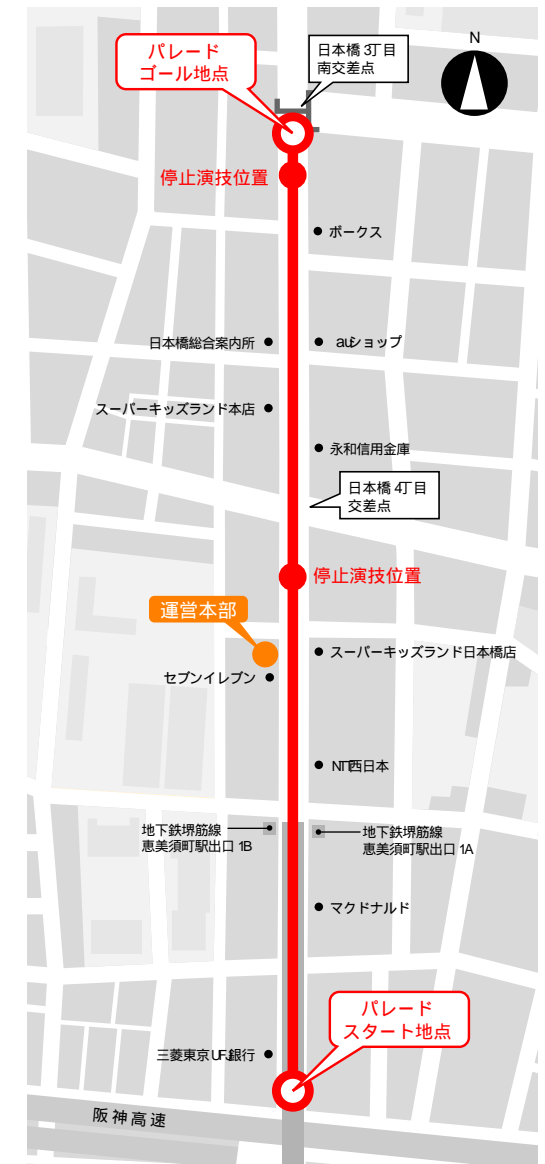 N
日本橋 3丁目
南交差点
パレード
ゴール地点
停止演技位置
ボークス
日本橋総合案内所
auショップ
スーパーキッズランド本店
永和信用金庫
日本橋 4丁目
交差点
停止演技位置
運営本部
スーパーキッズランド日本橋店
セブンイレブン
NTT西日本
地下鉄堺筋線
恵美須町駅出口 1B
地下鉄堺筋線
恵美須町駅出口 1A
マクドナルド
パレード
スタート地点
三菱東京UFJ銀行
阪神高速